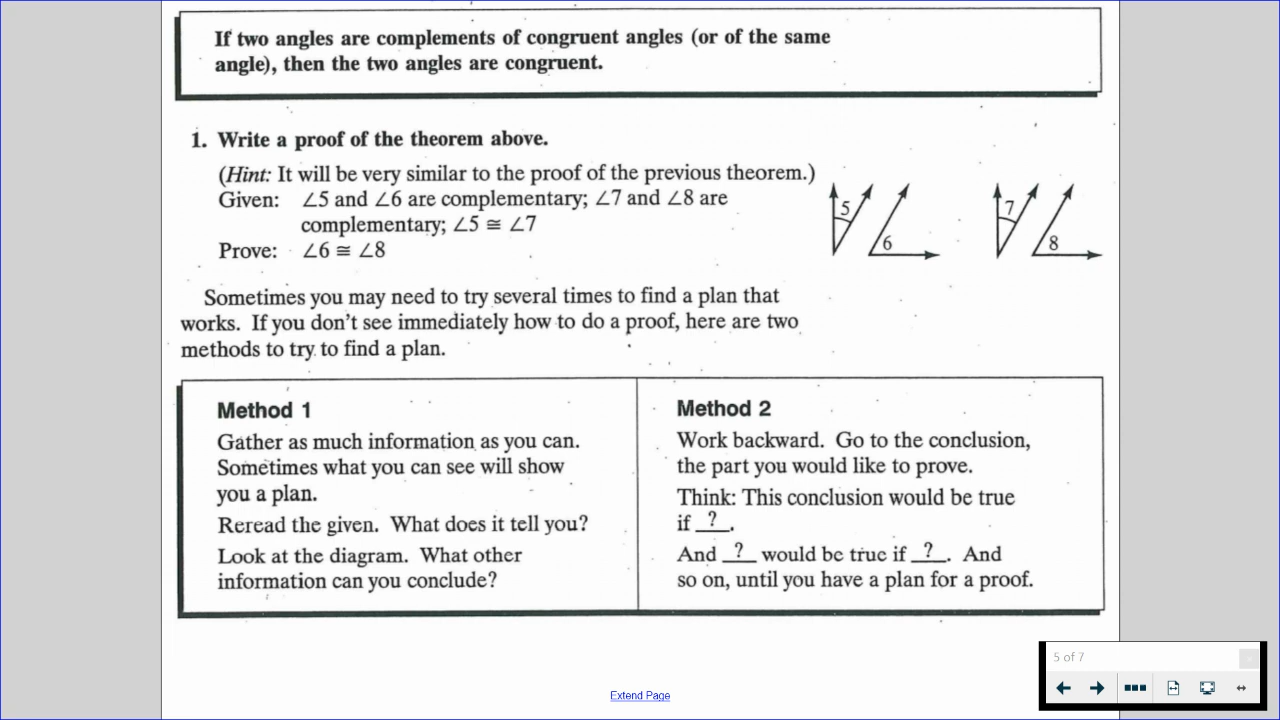 If two angles are complements of congruent angles (or of the same
angle), then the two angles are congruent.
1. Write a proof of the theorem above.
(Hint: It will be very similar to the proof of the previous theorem.)
Given: ∠5 and ∠6 are complementary; ∠7 and ∠8 are
complementary; ∠5 ≅ ∠7
Prove: ∠6 ≅ ∠8
5
6
7
8
Sometimes you may need to try several times to find a plan that
works. If you don't see immediately how to do a proof, here are two
methods to try to find a plan.
Method 1
Gather as much information as you can.
Sometimes what you can see will show
you a plan.
Reread the given. What does it tell you?
Look at the diagram. What other
information can you conclude?
Method 2
Work backward. Go to the conclusion,
the part you would like to prove.
Think: This conclusion would be true
if ?.
And ? would be true if ?. And
so on, until you have a plan for a proof.
Extend Page
5 of 7